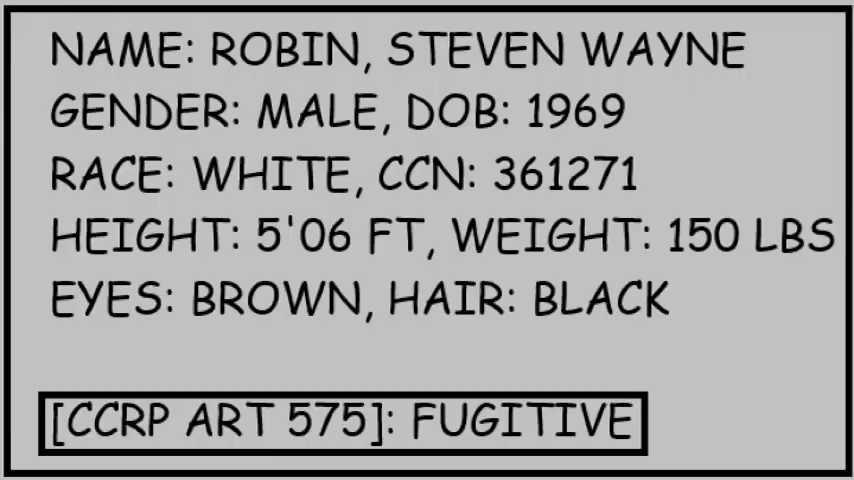 NAME: ROBIN, STEVEN WAYNE
GENDER: MALE, DOB: 1969
RACE: WHITE, CCN: 361271
HEIGHT: 5'06 FT, WEIGHT: 150 LBS
EYES: BROWN, HAIR: BLACK
[CCRP ART 575]: FUGITIVE